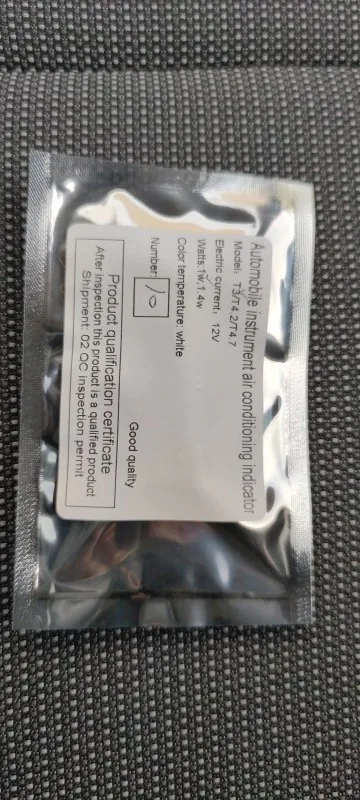 Automobile instrument air conditioning indicator
Model: T3/T4.2/T4.7
Electric current: 12V
Watts:1w,1.4w
Color temperature: white
Number: 10
Good quality
Product qualification certificate
After inspection this product is a qualified product
Shipment: 02 QC inspection permit